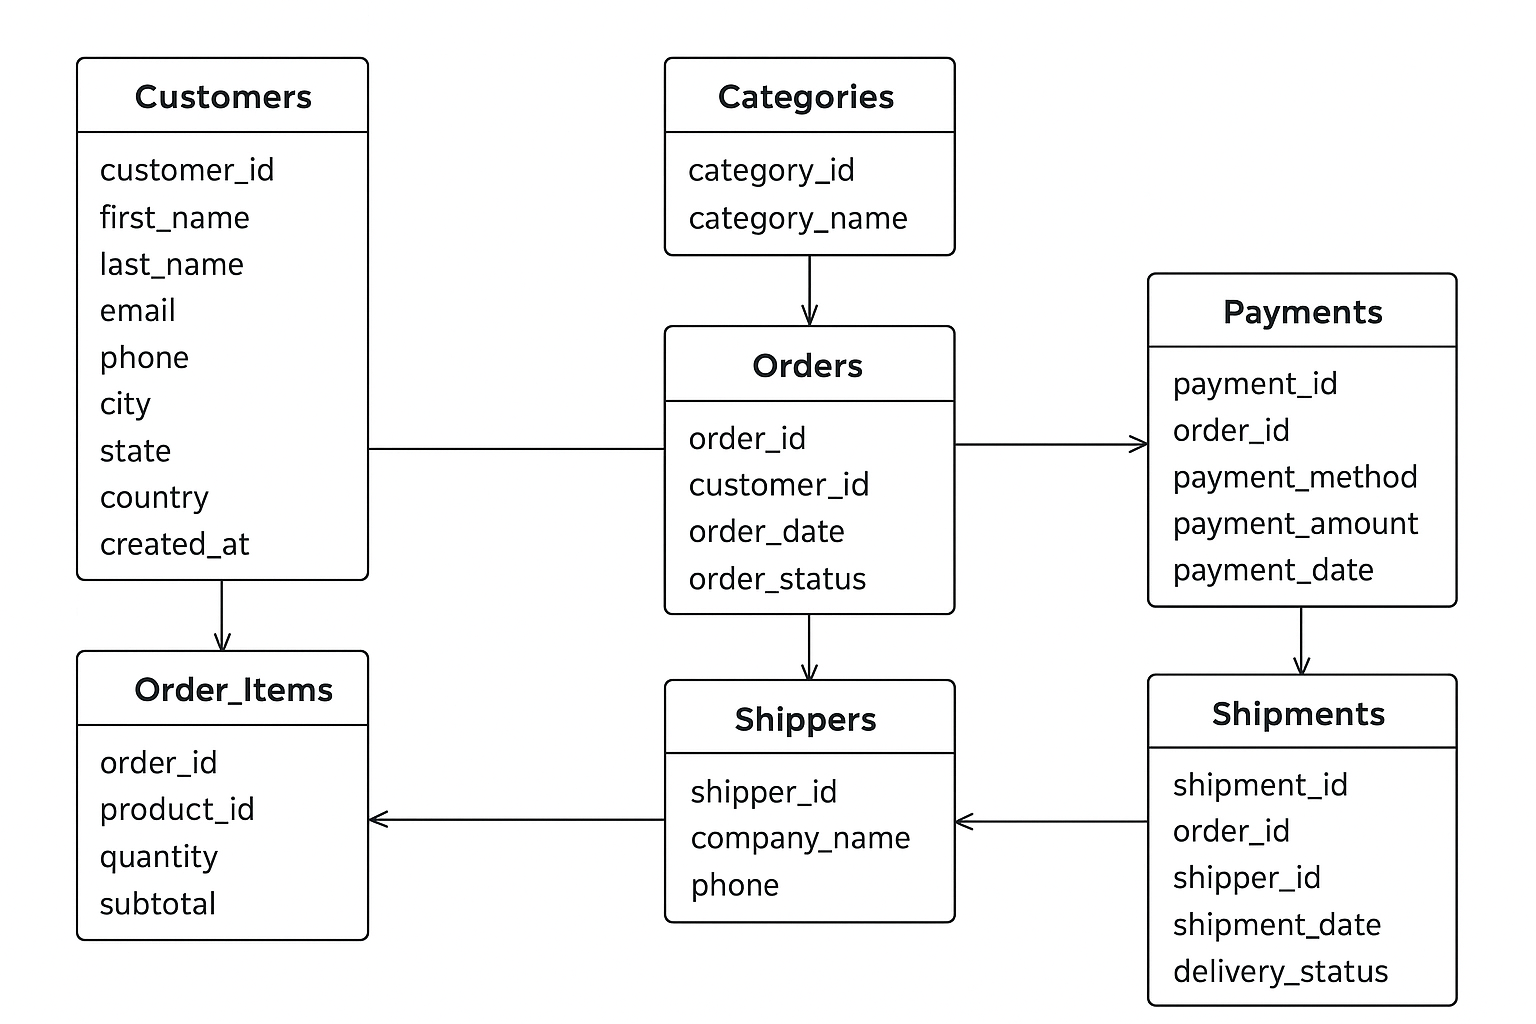 Customers
customer_id
first_name
last_name
email
phone
city
state
country
created_at
Categories
category_id
category_name
Orders
order_id
customer_id
order_date
order_status
Payments
payment_id
order_id
payment_method
payment_amount
payment_date
Order_Items
order_id
product_id
quantity
subtotal
Shippers
shipper_id
company_name
phone
Shipments
shipment_id
order_id
shipper_id
shipment_date
delivery_status